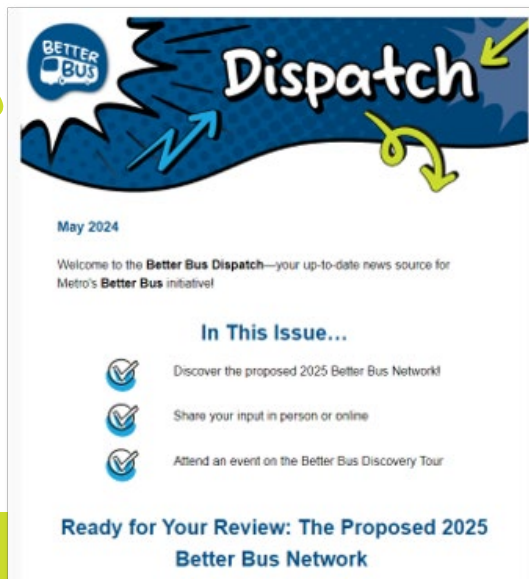 BETTER
BUS
Dispatch
May 2024
Welcome to the Better Bus Dispatch—your up-to-date news source for
Metro's Better Bus initiative!
In This Issue...
Discover the proposed 2025 Better Bus Network!
Share your input in person or online
Attend an event on the Better Bus Discovery Tour
Ready for Your Review: The Proposed 2025
Better Bus Network